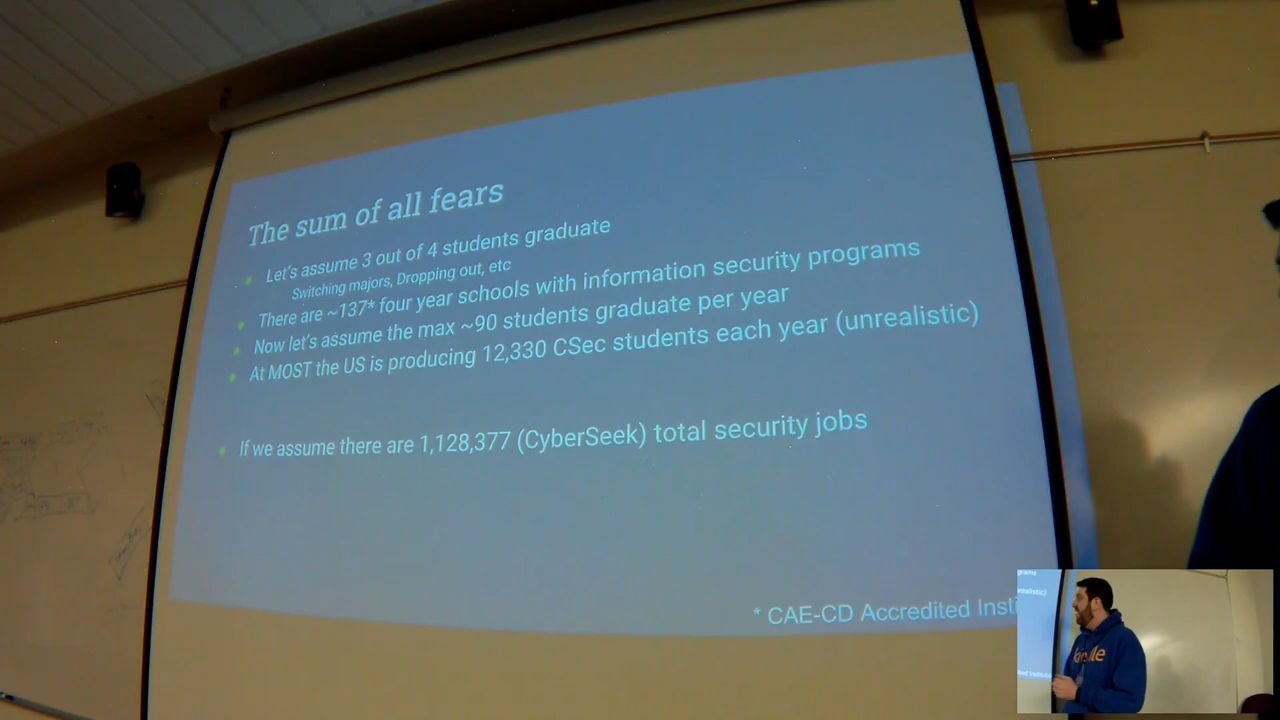 The sum of all fears
Let's assume 3 out of 4 students graduate
Switching majors, Dropping out, etc
There are ~137* four year schools with information security programs
Now let's assume the max ~90 students graduate per year
At MOST the US is producing 12,330 CSec students each year (unrealistic)
If we assume there are 1,128,377 (CyberSeek) total security jobs
* CAE-CD Accredited Insti